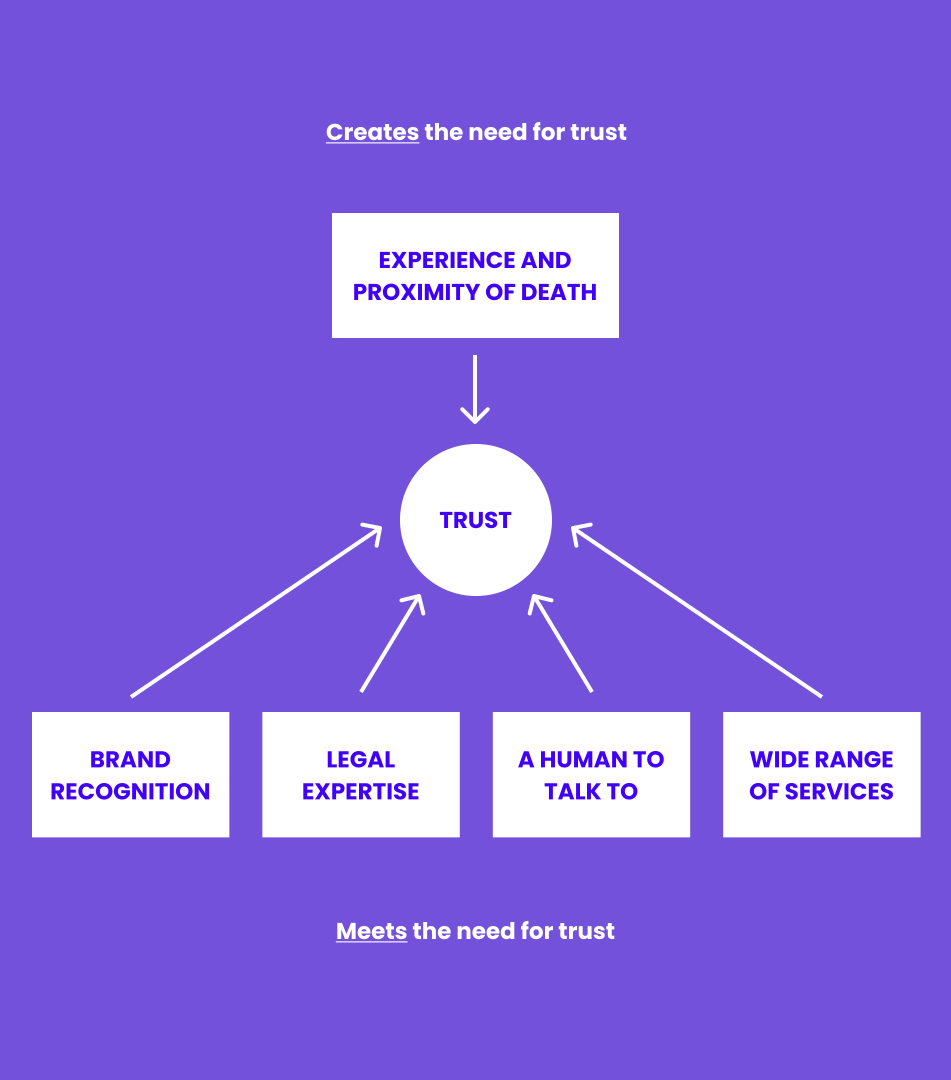 Creates the need for trust
EXPERIENCE AND
PROXIMITY OF DEATH
TRUST
BRAND
RECOGNITION
LEGAL
EXPERTISE
A HUMAN TO
TALK TO
WIDE RANGE
OF SERVICES
Meets the need for trust